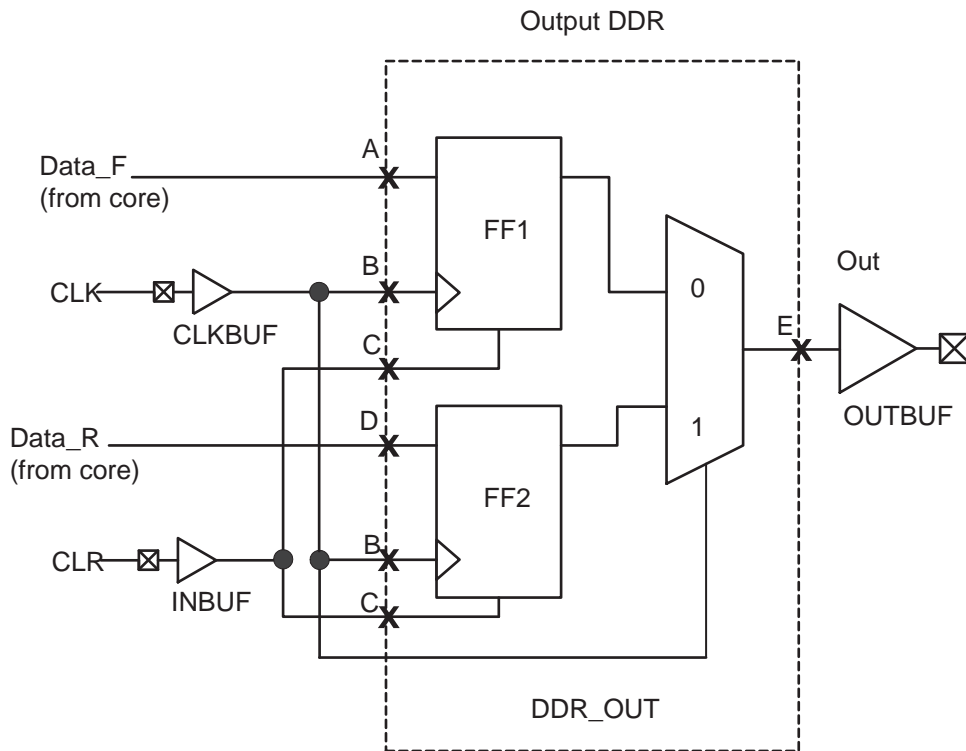 Output DDR
A
Data_F
(from core)
FF1
B
CLK
CLKBUF
C
0
Out
E
OUTBUF
D
Data_R
(from core)
1
FF2
B
CLR
INBUF
C
DDR_OUT